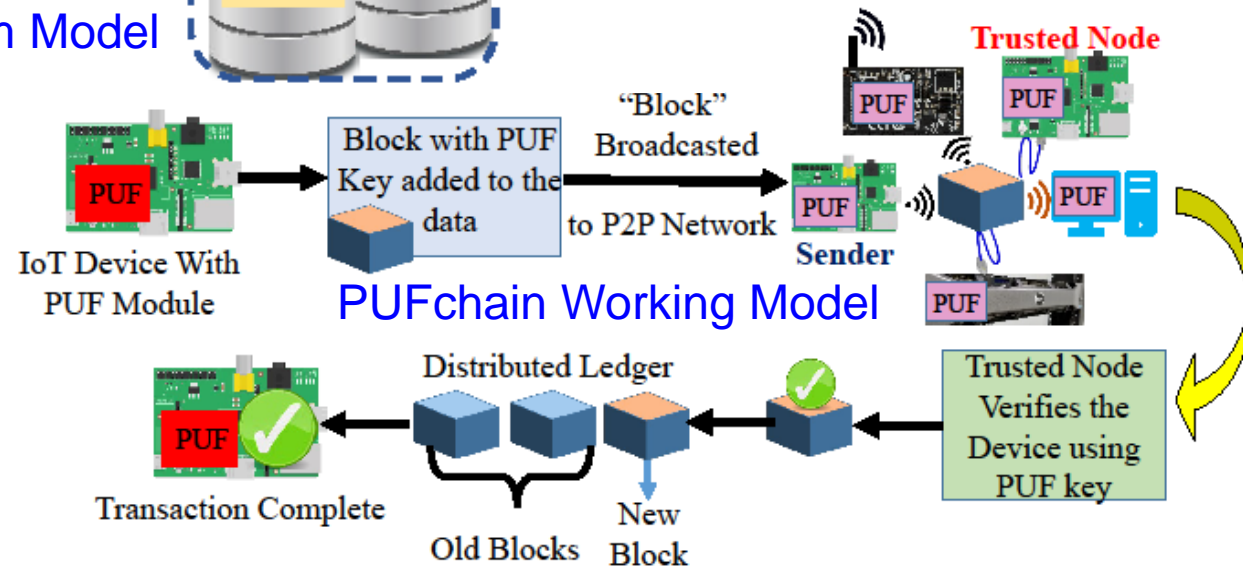 n Model
Trusted Node
PUF
PUF
"Block"
Broadcasted
to P2P Network
Block with PUF
Key added to the
data
PUF
PUF
PUF
Sender
IoT Device With
PUF Module
PUFchain Working Model
PUF
Distributed Ledger
Trusted Node
Verifies the
Device using
PUF key
PUF
Transaction Complete
Old Blocks
New
Block